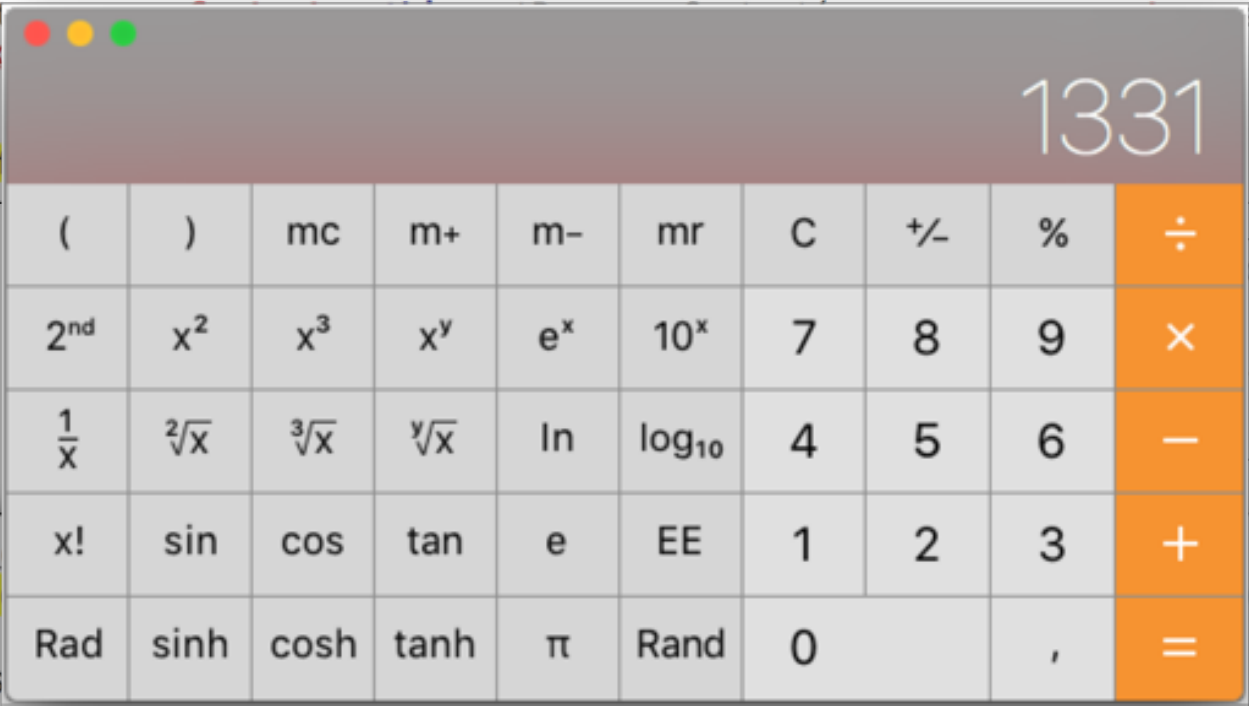 1331
( ) mc m+ m- mr C +/- % ÷
2nd x2 x3 xy ex 10x 7 8 9 ×
1/x 2√x 3√x y√x ln log10 4 5 6 −
x! sin cos tan e EE 1 2 3 +
Rad sinh cosh tanh π Rand 0 , =